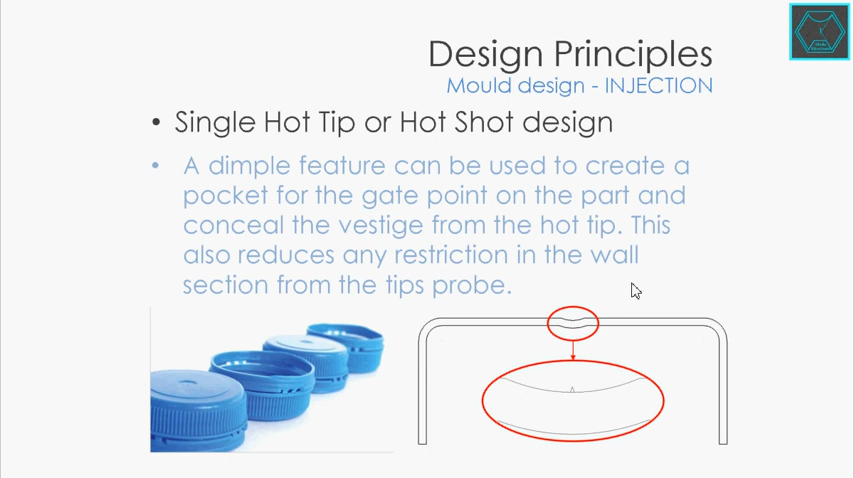 Design Principles
Mould design - INJECTION
• Single Hot Tip or Hot Shot design
• A dimple feature can be used to create a
pocket for the gate point on the part and
conceal the vestige from the hot tip. This
also reduces any restriction in the wall
section from the tips probe.